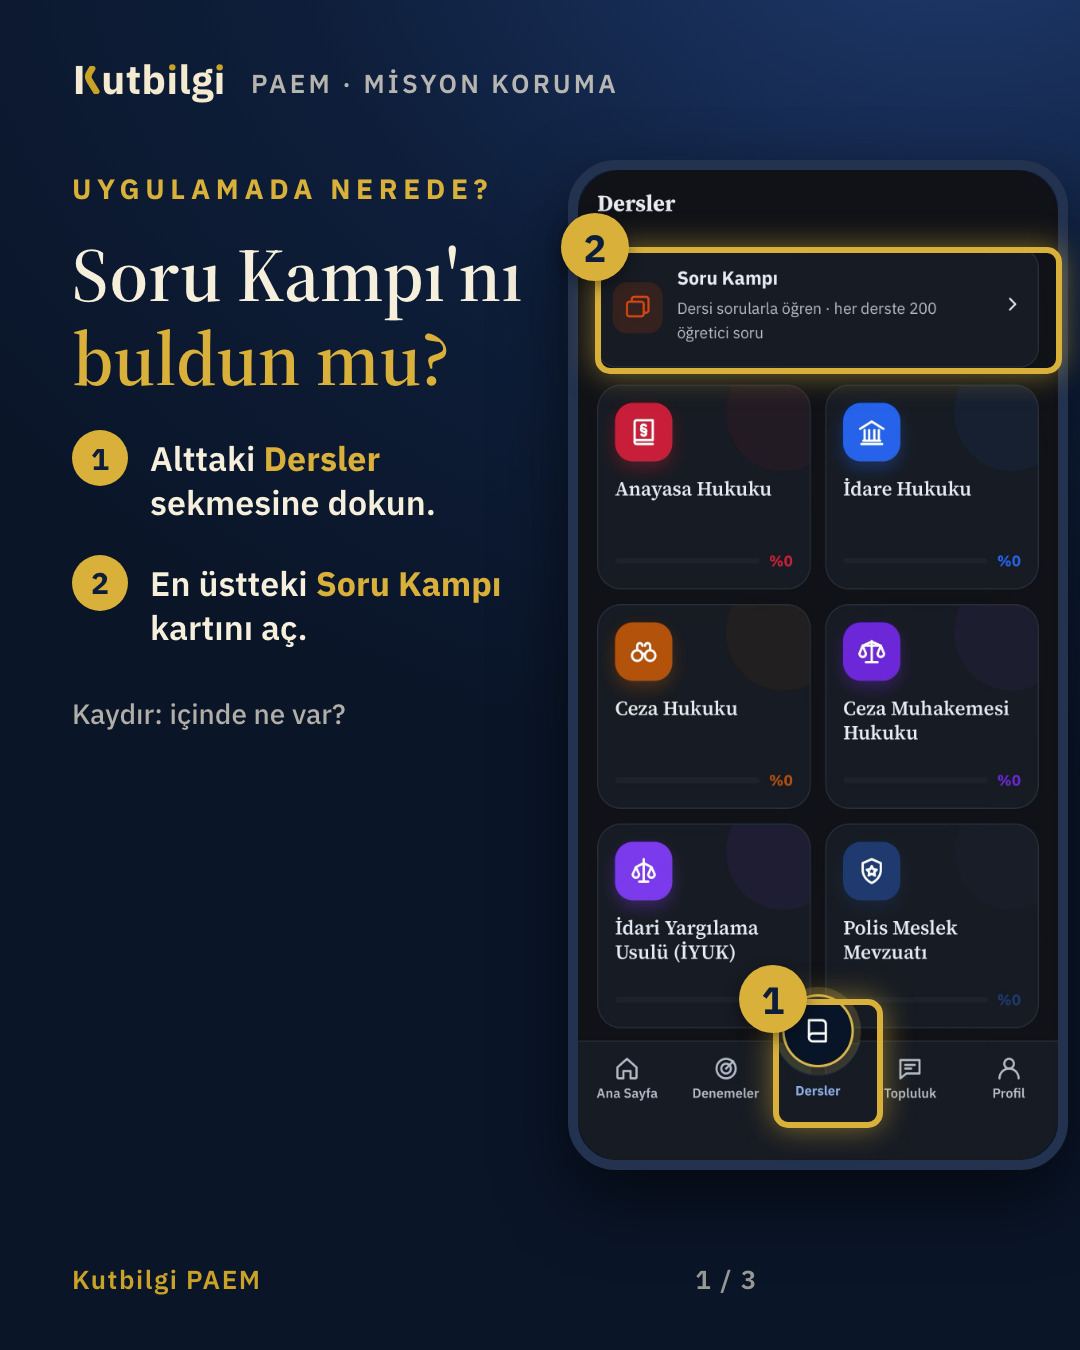 Kutbilgi PAEM · MİSYON KORUMA
UYGULAMADA NEREDE?
Soru Kampı'nı
buldun mu?
1 Alttaki Dersler
sekmesine dokun.
2 En üstteki Soru Kampı
kartını aç.
Kaydır: içinde ne var?
Dersler
2
Soru Kampı
Dersi sorularla öğren · her derste 200
öğretici soru
§
Anayasa Hukuku
%0
İdare Hukuku
%0
Ceza Hukuku
%0
Ceza Muhakemesi
Hukuku
%0
İdari Yargılama
Usulü (İYUK)
Polis Meslek
Mevzuatı
%0
1
Ana Sayfa
Denemeler
Dersler
Topluluk
Profil
Kutbilgi PAEM
1 / 3